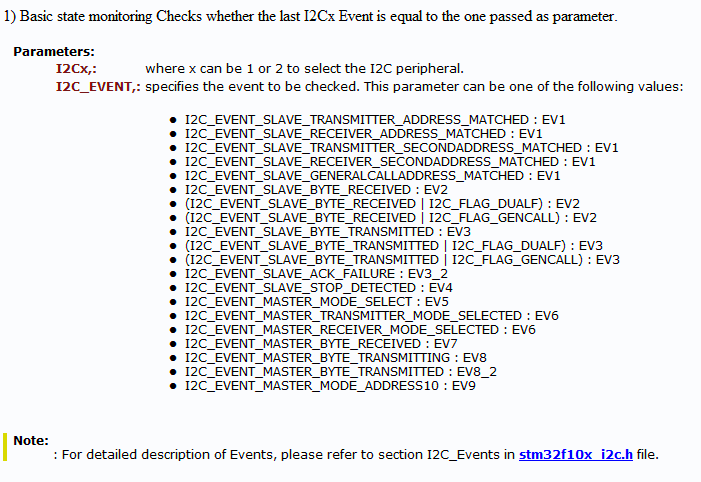 1) Basic state monitoring Checks whether the last I2Cx Event is equal to the one passed as parameter.
Parameters:
I2Cx,: where x can be 1 or 2 to select the I2C peripheral.
I2C_EVENT,: specifies the event to be checked. This parameter can be one of the following values:
• I2C_EVENT_SLAVE_TRANSMITTER_ADDRESS_MATCHED : EV1
• I2C_EVENT_SLAVE_RECEIVER_ADDRESS_MATCHED : EV1
• I2C_EVENT_SLAVE_TRANSMITTER_SECONDADDRESS_MATCHED : EV1
• I2C_EVENT_SLAVE_RECEIVER_SECONDADDRESS_MATCHED : EV1
• I2C_EVENT_SLAVE_GENERALCALLADDRESS_MATCHED : EV1
• I2C_EVENT_SLAVE_BYTE_RECEIVED : EV2
• (I2C_EVENT_SLAVE_BYTE_RECEIVED | I2C_FLAG_DUALF) : EV2
• (I2C_EVENT_SLAVE_BYTE_RECEIVED | I2C_FLAG_GENCALL) : EV2
• I2C_EVENT_SLAVE_BYTE_TRANSMITTED : EV3
• (I2C_EVENT_SLAVE_BYTE_TRANSMITTED | I2C_FLAG_DUALF) : EV3
• (I2C_EVENT_SLAVE_BYTE_TRANSMITTED | I2C_FLAG_GENCALL) : EV3
• I2C_EVENT_SLAVE_ACK_FAILURE : EV3_2
• I2C_EVENT_SLAVE_STOP_DETECTED : EV4
• I2C_EVENT_MASTER_MODE_SELECT : EV5
• I2C_EVENT_MASTER_TRANSMITTER_MODE_SELECTED : EV6
• I2C_EVENT_MASTER_RECEIVER_MODE_SELECTED : EV6
• I2C_EVENT_MASTER_BYTE_RECEIVED : EV7
• I2C_EVENT_MASTER_BYTE_TRANSMITTING : EV8
• I2C_EVENT_MASTER_BYTE_TRANSMITTED : EV8_2
• I2C_EVENT_MASTER_MODE_ADDRESS10 : EV9
Note:
: For detailed description of Events, please refer to section I2C_Events in stm32f10x_i2c.h file.